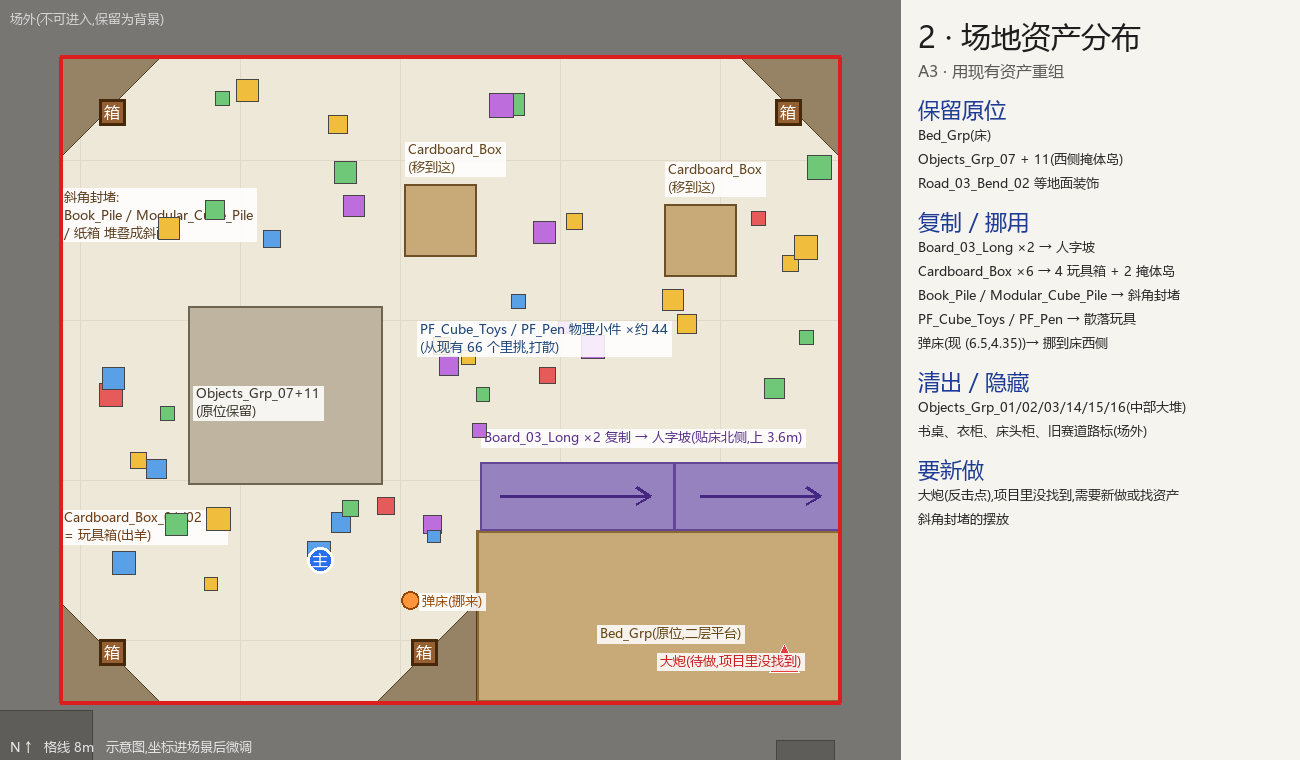 场外(不可进入,保留为背景)
箱
箱
Cardboard_Box
(移到这)
Cardboard_Box
(移到这)
斜角封堵:
Book_Pile / Modular_Cube_Pile
/ 纸箱 堆叠成斜
PF_Cube_Toys / PF_Pen 物理小件 ×约 44
(从现有 66 个里挑,打散)
Objects_Grp_07+11
(原位保留)
Board_03_Long ×2 复制 → 人字坡(贴床北侧,上 3.6m)
Cardboard_Box_01/02
= 玩具箱(出羊)
主
弹床(挪来)
Bed_Grp(原位,二层平台)
大炮(待做,项目里没找到)
箱
箱
N ↑ 格线 8m 示意图,坐标进场景后微调
2 · 场地资产分布
A3 · 用现有资产重组
保留原位
Bed_Grp(床)
Objects_Grp_07 + 11(西侧掩体岛)
Road_03_Bend_02 等地面装饰
复制 / 挪用
Board_03_Long ×2 → 人字坡
Cardboard_Box ×6 → 4 玩具箱 + 2 掩体岛
Book_Pile / Modular_Cube_Pile → 斜角封堵
PF_Cube_Toys / PF_Pen → 散落玩具
弹床(现 (6.5,4.35))→ 挪到床西侧
清出 / 隐藏
Objects_Grp_01/02/03/14/15/16(中部大堆)
书桌、衣柜、床头柜、旧赛道路标(场外)
要新做
大炮(反击点),项目里没找到,需要新做或找资产
斜角封堵的摆放